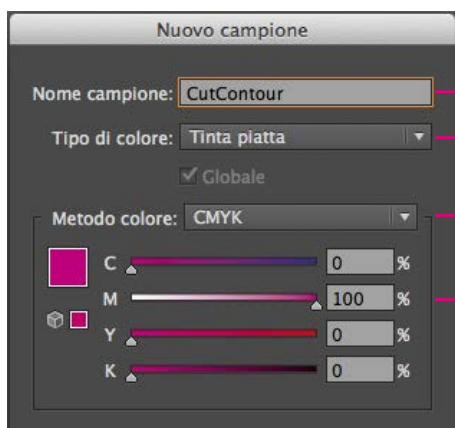 Nuovo campione
Nome campione: CutContour
Tipo di colore: Tinta piatta
Globale
Metodo colore: CMYK
C 0 %
M 100 %
Y 0 %
K 0 %